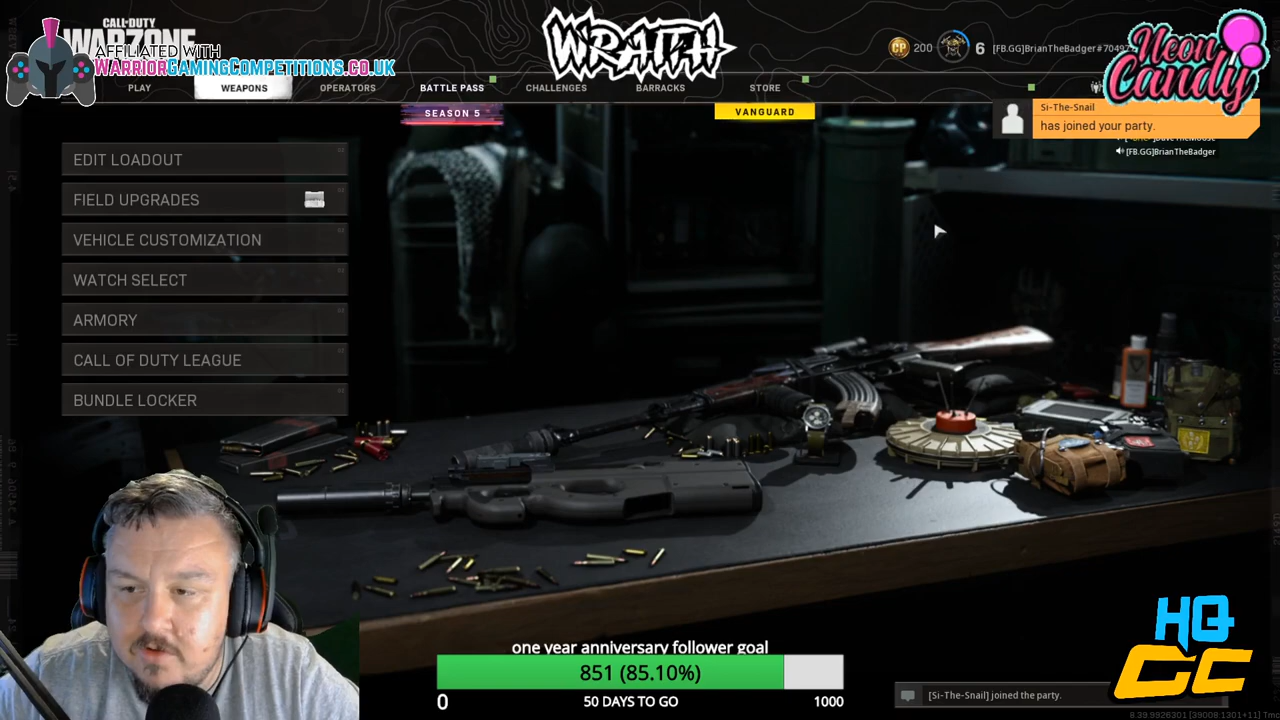 CALL OF DUTY
WARZONE
AFFILIATED WITH
WARRIORGAMINGCOMPETITIONS.CO.UK
WRAITH
200
6
[FB.GG]BrianTheBadger#70497
Neon
Candy
PLAY
WEAPONS
OPERATORS
BATTLE PASS
CHALLENGES
BARRACKS
STORE
SEASON 5
VANGUARD
Si-The-Snail
has joined your party.
[FB.GG]BrianTheBadger
EDIT LOADOUT
FIELD UPGRADES
VEHICLE CUSTOMIZATION
WATCH SELECT
ARMORY
CALL OF DUTY LEAGUE
BUNDLE LOCKER
one year anniversary follower goal
851 (85.10%)
0
50 DAYS TO GO
1000
[Si-The-Snail] joined the party.
HQ
CC